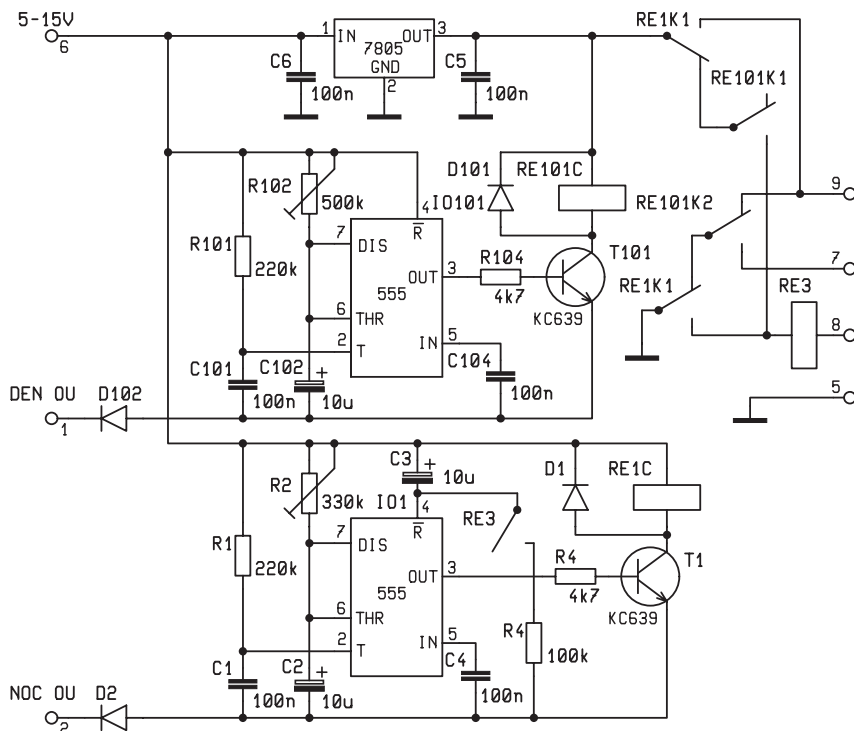 5-15V
6
1
IN
OUT
3
7805
GND
2
C6
100n
C5
100n
RE1K1
RE101K1
R102
500k
D101
RE101C
IO101
4
R
R101
220k
7
DIS
OUT
3
555
6
THR
2
T
IN
5
R104
4k7
T101
KC639
RE101K2
RE1K1
9
7
RE3
8
5
C101
100n
C102
+
10u
C104
100n
DEN OU
1
D102
R2
330k
C3
+
10u
IO1
4
R
RE3
D1
RE1C
R1
220k
7
DIS
OUT
3
555
6
THR
2
T
IN
5
R4
4k7
T1
KC639
R4
100k
C1
100n
C2
+
10u
C4
100n
NOC OU
2
D2